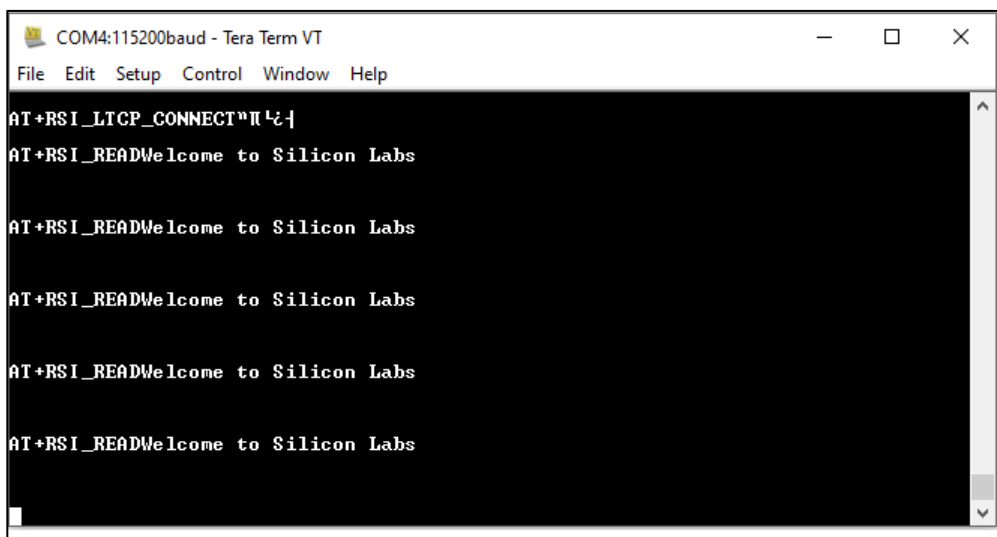 COM4:115200baud - Tera Term VT
File Edit Setup Control Window Help
AT+RSI_LTCP_CONNECT
AT+RSI_READWelcome to Silicon Labs
AT+RSI_READWelcome to Silicon Labs
AT+RSI_READWelcome to Silicon Labs
AT+RSI_READWelcome to Silicon Labs
AT+RSI_READWelcome to Silicon Labs